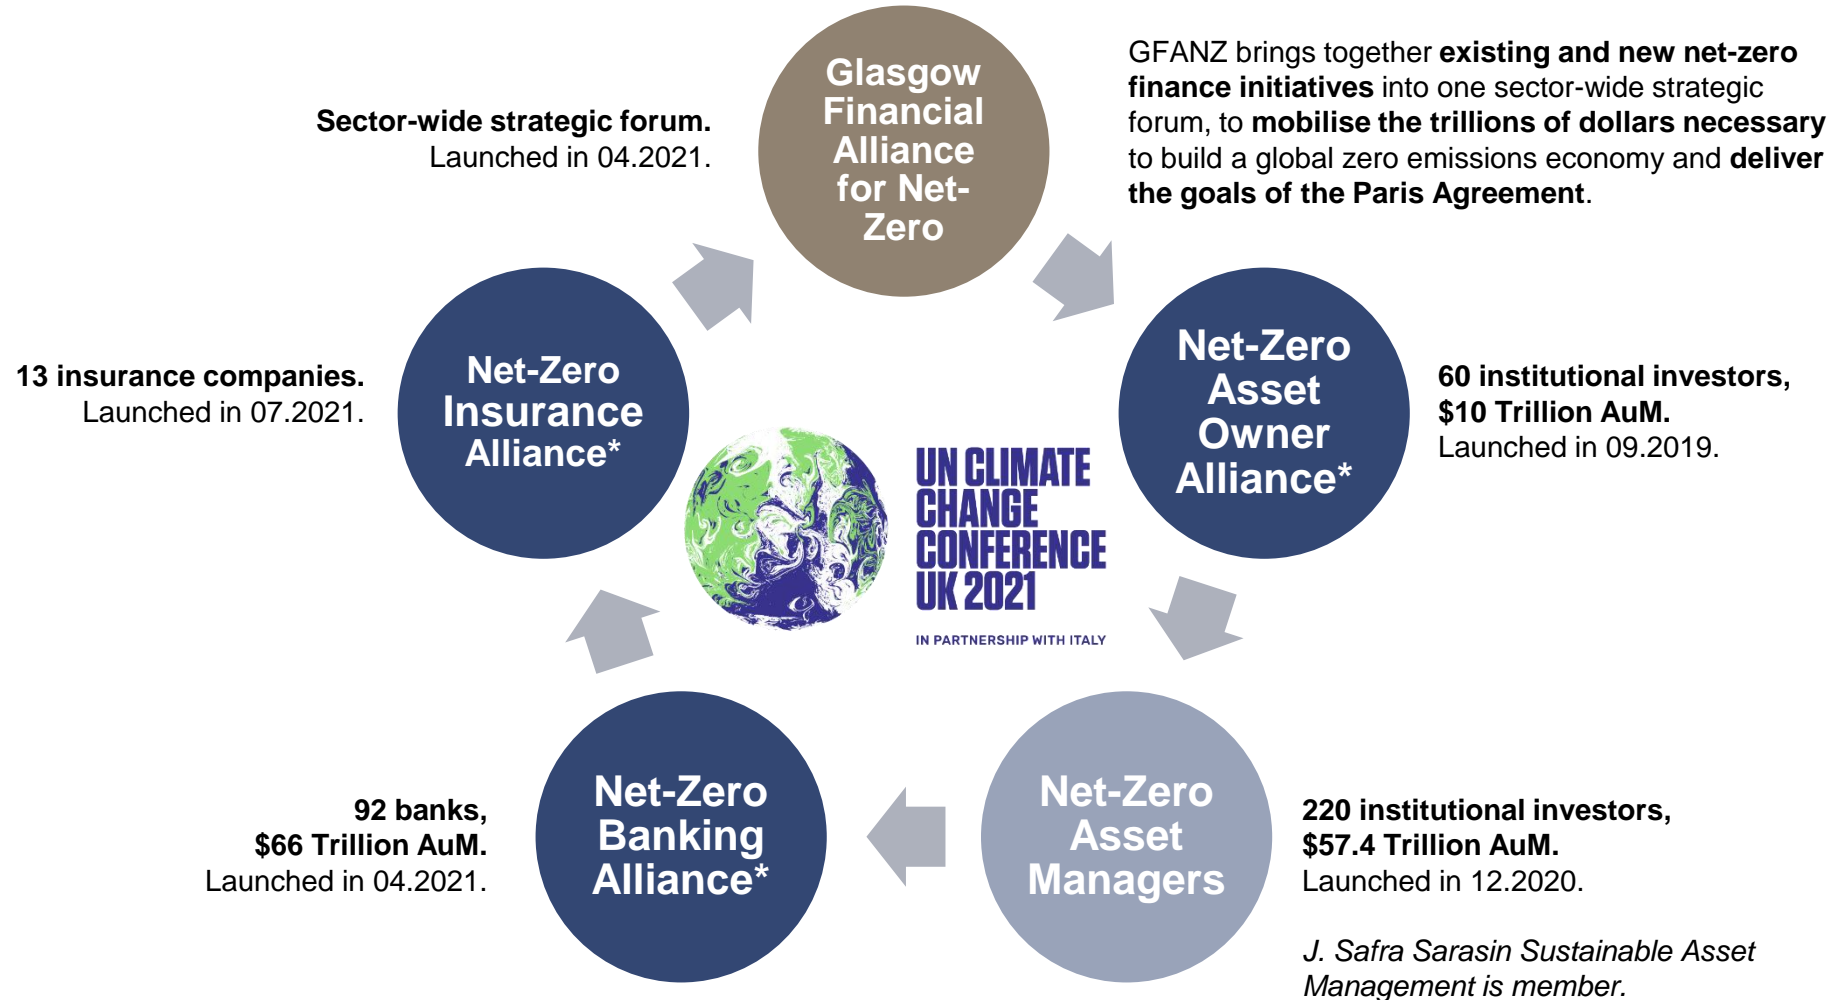 Glasgow
Financial
Alliance
for Net-
Zero
Sector-wide strategic forum.
Launched in 04.2021.
GFANZ brings together existing and new net-zero
finance initiatives into one sector-wide strategic
forum, to mobilise the trillions of dollars necessary
to build a global zero emissions economy and deliver
the goals of the Paris Agreement.
Net-Zero
Asset
Owner
Alliance*
60 institutional investors,
$10 Trillion AuM.
Launched in 09.2019.
Net-Zero
Asset
Managers
220 institutional investors,
$57.4 Trillion AuM.
Launched in 12.2020.
J. Safra Sarasin Sustainable Asset
Management is member.
Net-Zero
Banking
Alliance*
92 banks,
$66 Trillion AuM.
Launched in 04.2021.
Net-Zero
Insurance
Alliance*
13 insurance companies.
Launched in 07.2021.
UN CLIMATE
CHANGE
CONFERENCE
UK 2021
IN PARTNERSHIP WITH ITALY